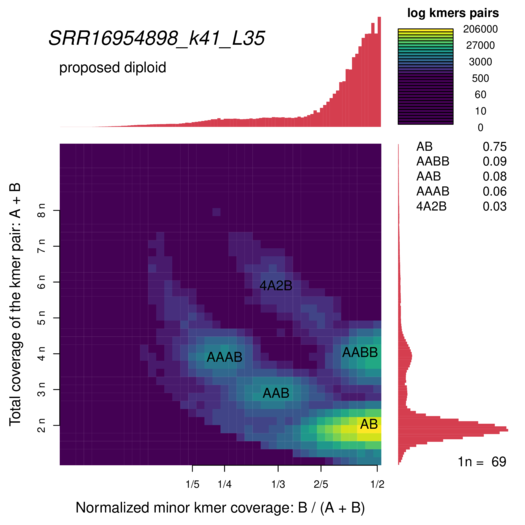 SRR16954898_k41_L35
proposed diploid
log kmers pairs
206000
27000
3000
500
60
10
0
AB 0.75
AABB 0.09
AAB 0.08
AAAB 0.06
4A2B 0.03
Total coverage of the kmer pair: A + B
8 n
7 n
6 n
5 n
4 n
3 n
2 n
4A2B
AAAB
AABB
AAB
AB
1n = 69
1/5
1/4
1/3
2/5
1/2
Normalized minor kmer coverage: B / (A + B)